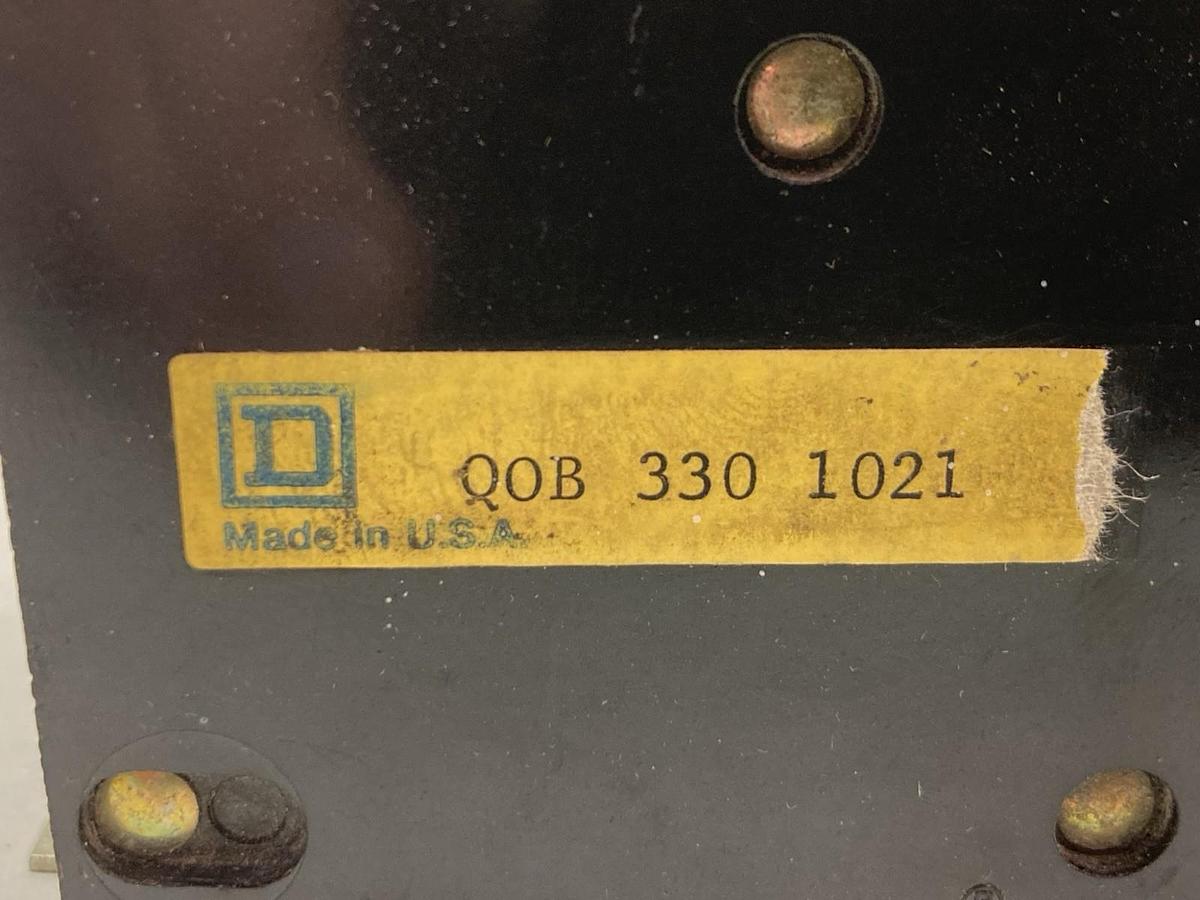 D
QOB 330 1021
Made in U.S.A.